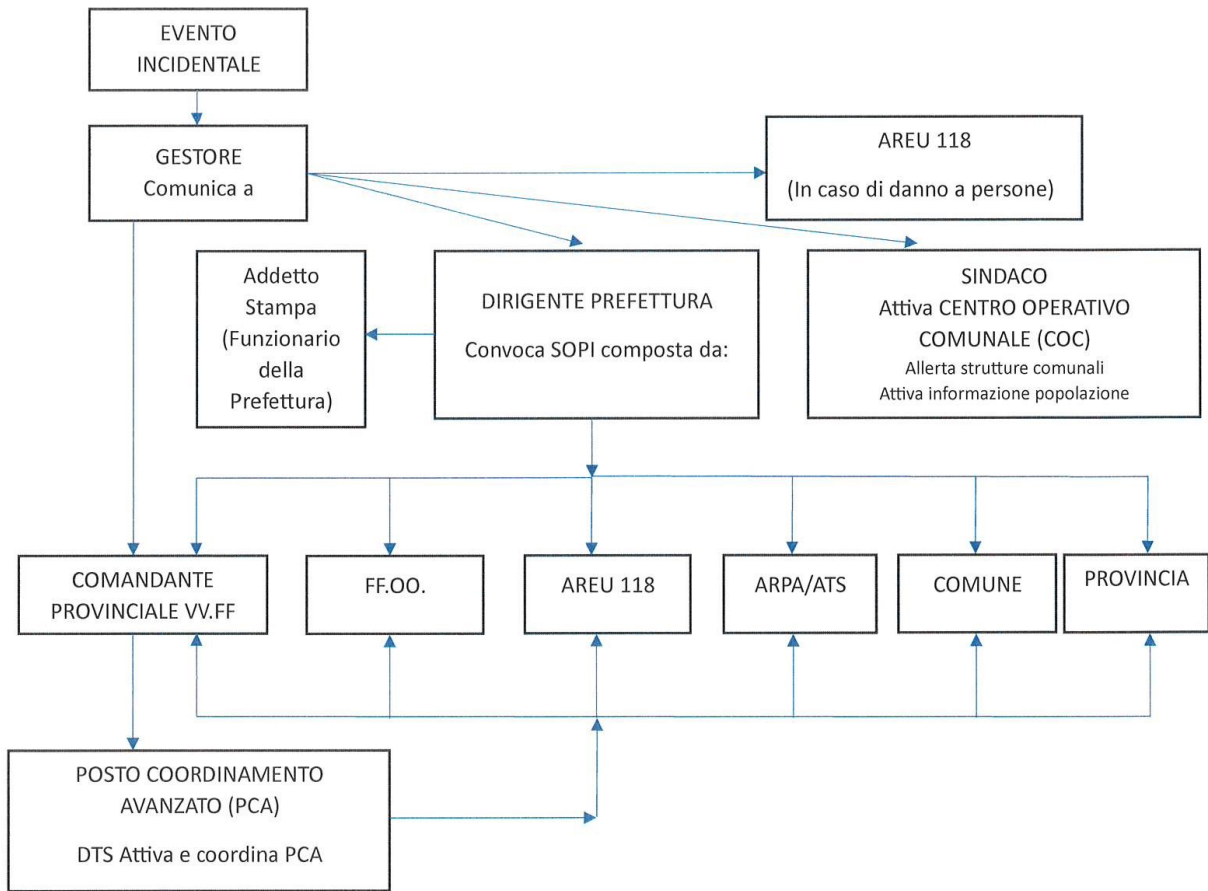 EVENTO
INCIDENTALE
GESTORE
Comunica a
AREU 118
(In caso di danno a persone)
Addetto
Stampa
(Funzionario
della
Prefettura)
DIRIGENTE PREFETTURA
Convoca SOPI composta da:
SINDACO
Attiva CENTRO OPERATIVO
COMUNALE (COC)
Allerta strutture comunali
Attiva informazione popolazione
COMANDANTE
PROVINCIALE VV.FF
FF.OO.
AREU 118
ARPA/ATS
COMUNE
PROVINCIA
POSTO COORDINAMENTO
AVANZATO (PCA)
DTS Attiva e coordina PCA